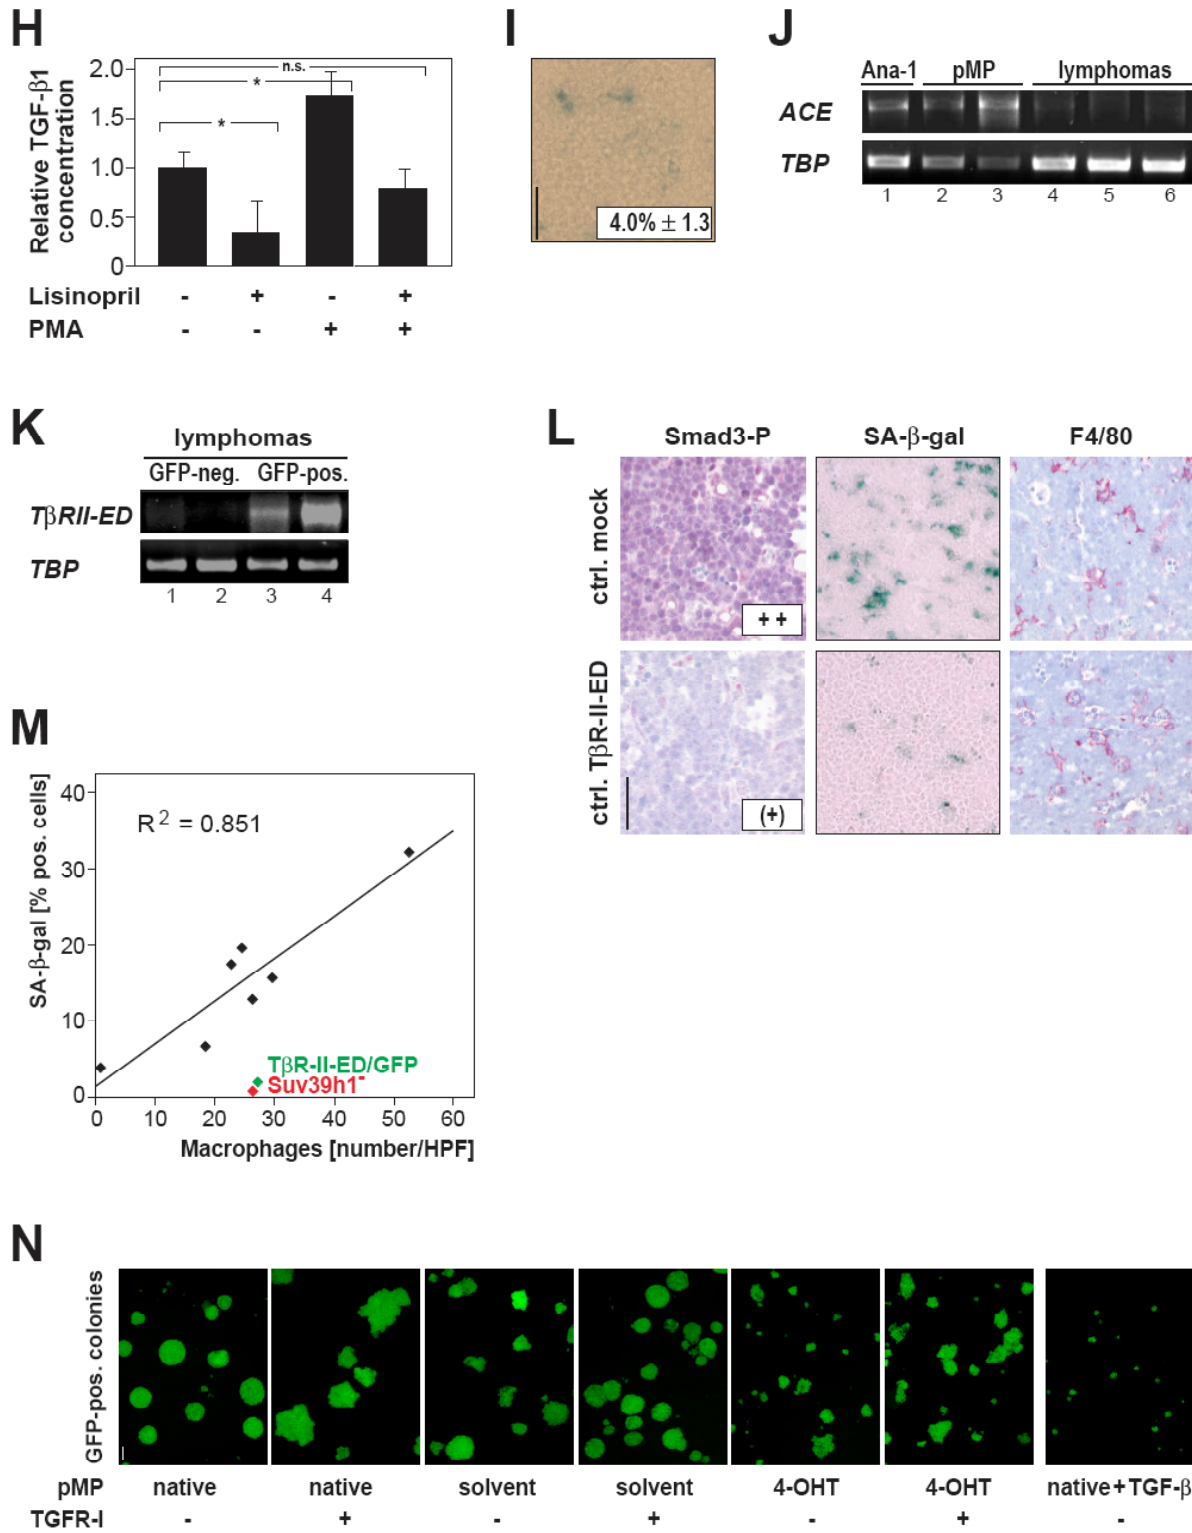 H
Relative TGF-β1
concentration
2.0
1.5
1.0
0.5
0
n.s.
*
*
Lisinopril - + - +
PMA - - + +
I
4.0% ± 1.3
J
Ana-1 pMP lymphomas
ACE
TBP
1 2 3 4 5 6
K
lymphomas
GFP-neg. GFP-pos.
TβRII-ED
TBP
1 2 3 4
L
Smad3-P SA-β-gal F4/80
ctrl. mock
+ +
ctrl. TβR-II-ED
(+)
M
SA-β-gal [% pos. cells]
40
30
20
10
0
R² = 0.851
TβR-II-ED/GFP
Suv39h1⁻
0 10 20 30 40 50 60
Macrophages [number/HPF]
N
GFP-pos. colonies
pMP native native solvent solvent 4-OHT 4-OHT native+TGF-β
TGFR-I - + - + - + -